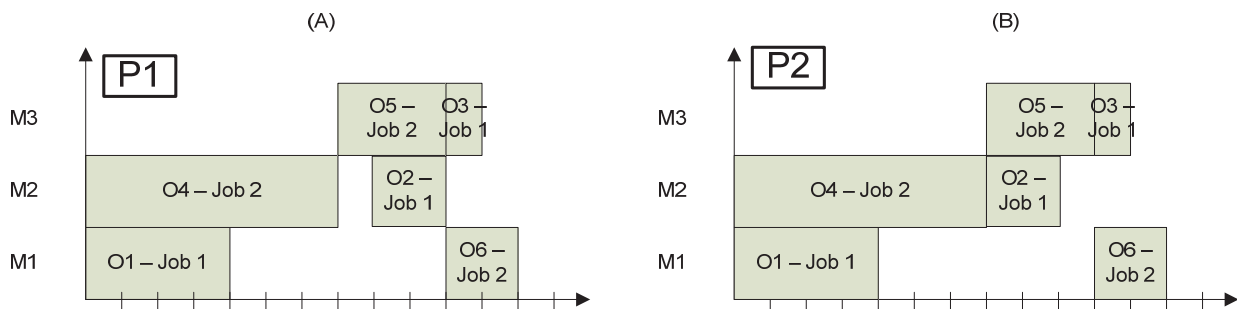 (A)
P1
M3
O5 –
Job 2
O3 –
Job 1
M2
O4 – Job 2
O2 –
Job 1
M1
O1 – Job 1
O6 –
Job 2
(B)
P2
M3
O5 –
Job 2
O3 –
Job 1
M2
O4 – Job 2
O2 –
Job 1
M1
O1 – Job 1
O6 –
Job 2